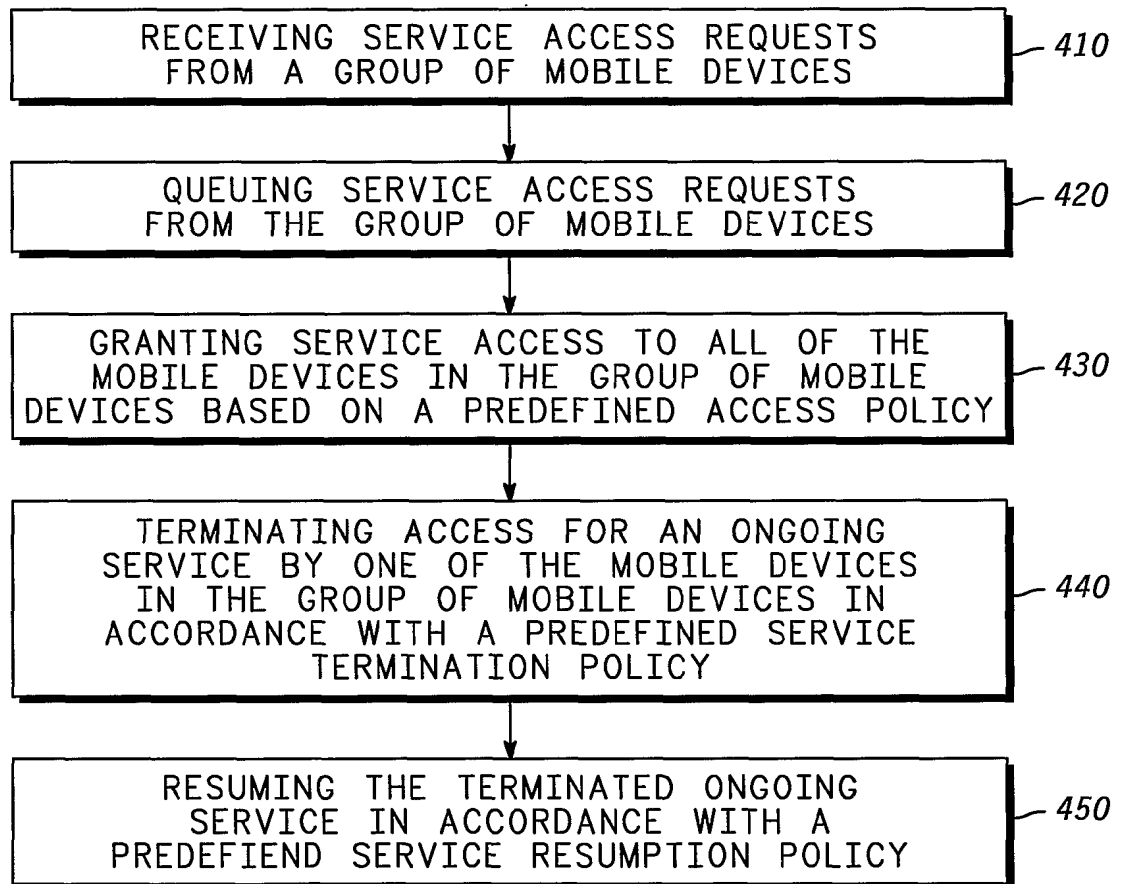 RECEIVING SERVICE ACCESS REQUESTS
FROM A GROUP OF MOBILE DEVICES
410
QUEUING SERVICE ACCESS REQUESTS
FROM THE GROUP OF MOBILE DEVICES
420
GRANTING SERVICE ACCESS TO ALL OF THE
MOBILE DEVICES IN THE GROUP OF MOBILE
DEVICES BASED ON A PREDEFINED ACCESS POLICY
430
TERMINATING ACCESS FOR AN ONGOING
SERVICE BY ONE OF THE MOBILE DEVICES
IN THE GROUP OF MOBILE DEVICES IN
ACCORDANCE WITH A PREDEFINED SERVICE
TERMINATION POLICY
440
RESUMING THE TERMINATED ONGOING
SERVICE IN ACCORDANCE WITH A
PREDEFIEND SERVICE RESUMPTION POLICY
450